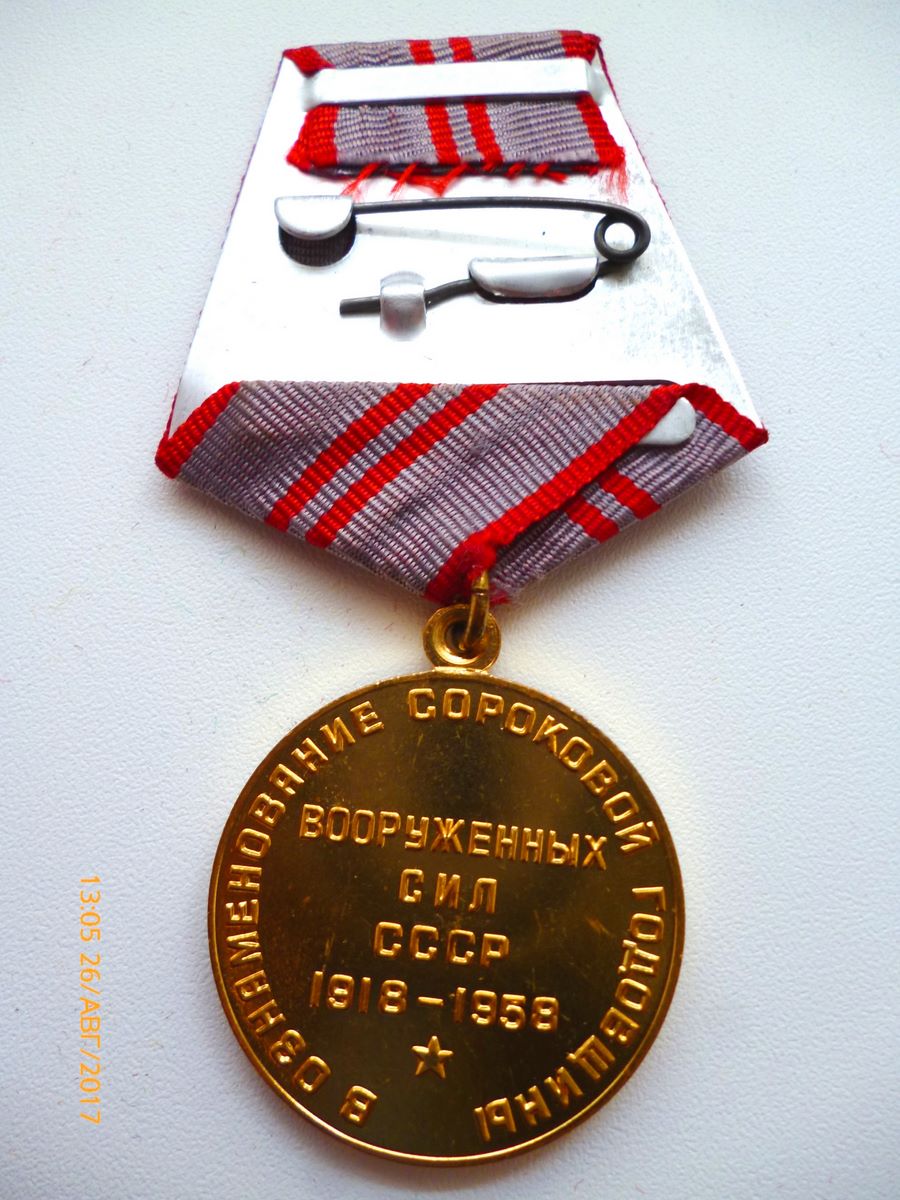 В ОЗНАМЕНОВАНИЕ СОРОКОВОЙ ГОДОВЩИНЫ
ВООРУЖЕННЫХ
СИЛ
СССР
1918-1958
13:05 26/АВГ/2017